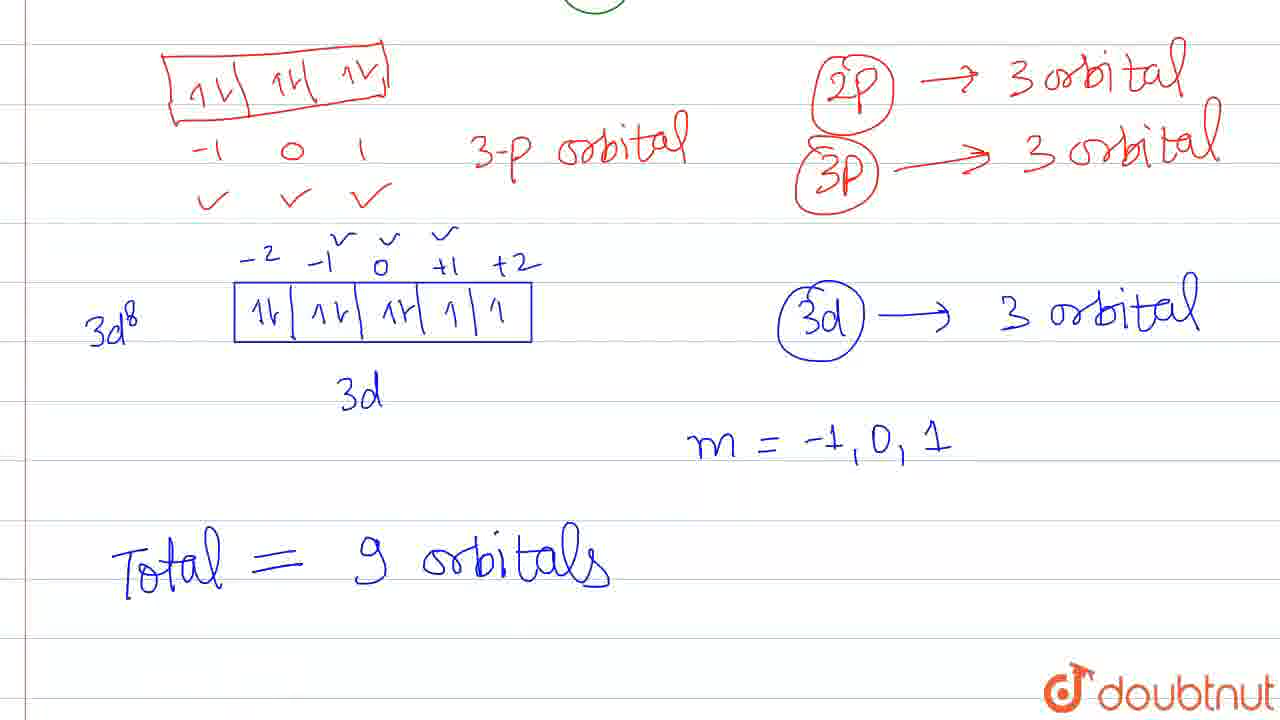 1↿⇂ 1⇂ 1⇂
-1 0 1
3-p orbital
2p → 3 orbital
3p → 3 orbital
-2 -1 0 +1 +2
3d⁸ 1⇂ 1⇂ 1⇂ 1 1
3d
3d → 3 orbital
m = -1, 0, 1
Total = 9 orbitals
doubtnut